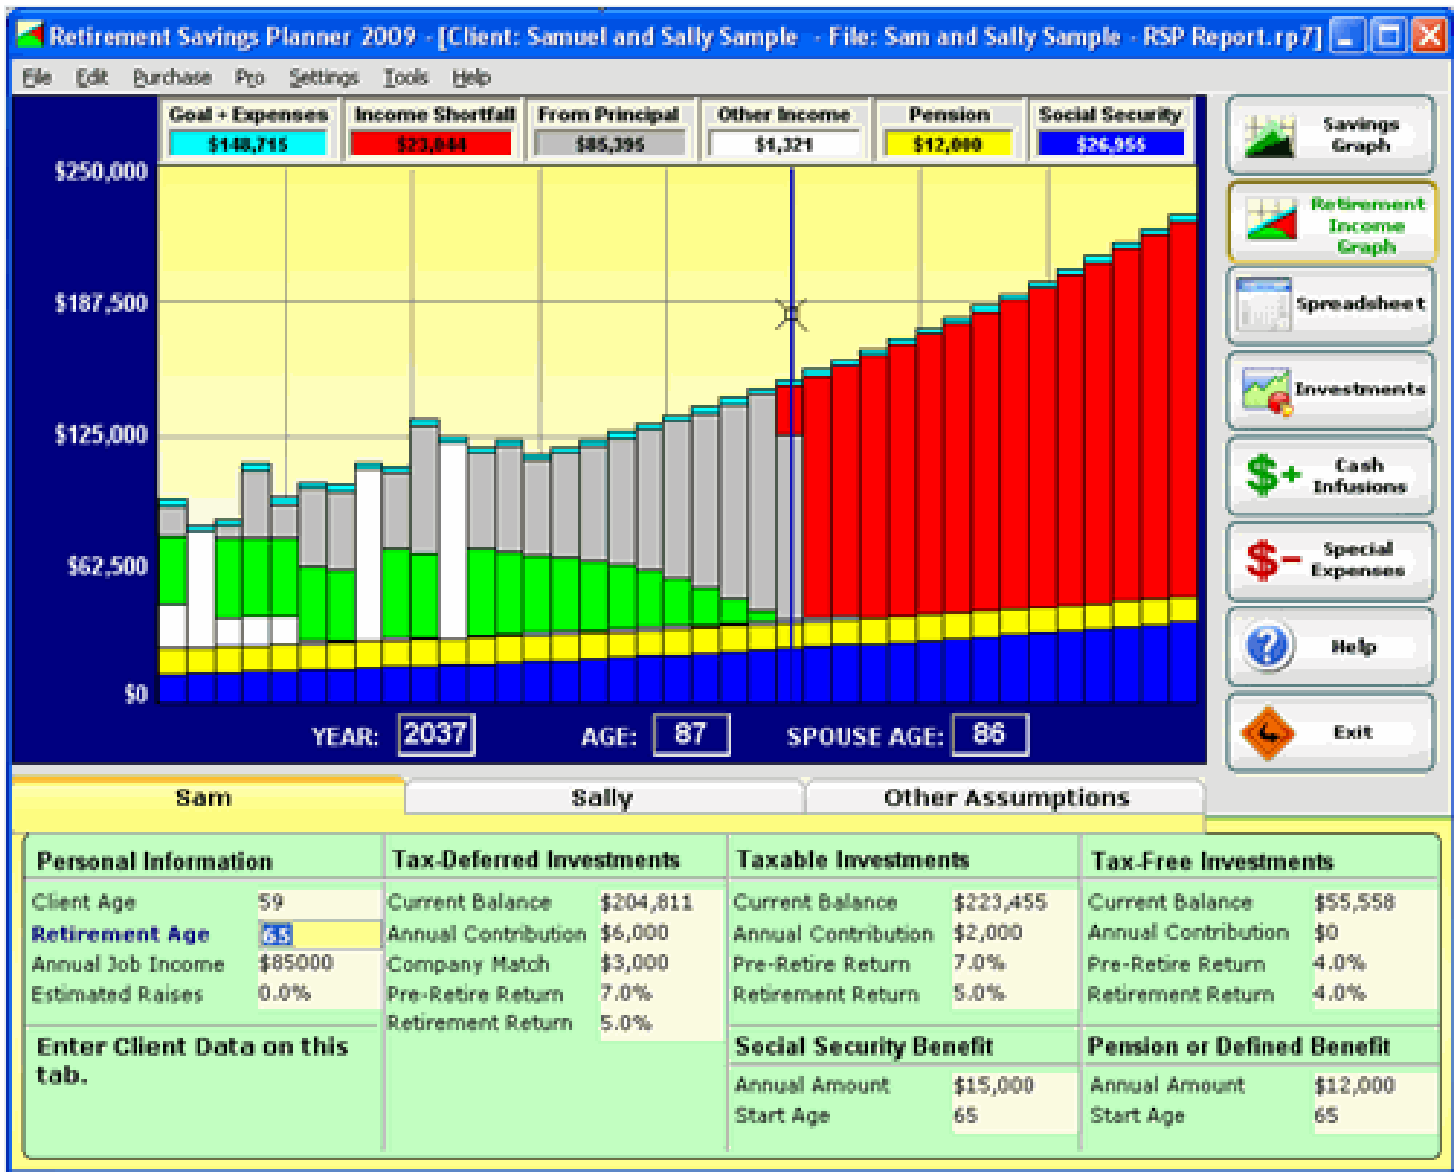 Retirement Savings Planner 2009 - [Client: Samuel and Sally Sample - File: Sam and Sally Sample - RSP Report.rp7]
File Edit Purchase Pro Settings Tools Help
Goal + Expenses Income Shortfall From Principal Other Income Pension Social Security
$148,715 $23,044 $85,395 $1,321 $12,000 $26,955
$250,000
$187,500
$125,000
$62,500
$0
YEAR: 2037 AGE: 87 SPOUSE AGE: 86
Savings
Graph
Retirement
Income
Graph
Spreadsheet
Investments
$+ Cash
Infusions
$- Special
Expenses
? Help
Exit
Sam Sally Other Assumptions
Personal Information
Client Age 59
Retirement Age 65
Annual Job Income $85000
Estimated Raises 0.0%
Enter Client Data on this
tab.
Tax-Deferred Investments
Current Balance $204,811
Annual Contribution $6,000
Company Match $3,000
Pre-Retire Return 7.0%
Retirement Return 5.0%
Taxable Investments
Current Balance $223,455
Annual Contribution $2,000
Pre-Retire Return 7.0%
Retirement Return 5.0%
Social Security Benefit
Annual Amount $15,000
Start Age 65
Tax-Free Investments
Current Balance $55,558
Annual Contribution $0
Pre-Retire Return 4.0%
Retirement Return 4.0%
Pension or Defined Benefit
Annual Amount $12,000
Start Age 65